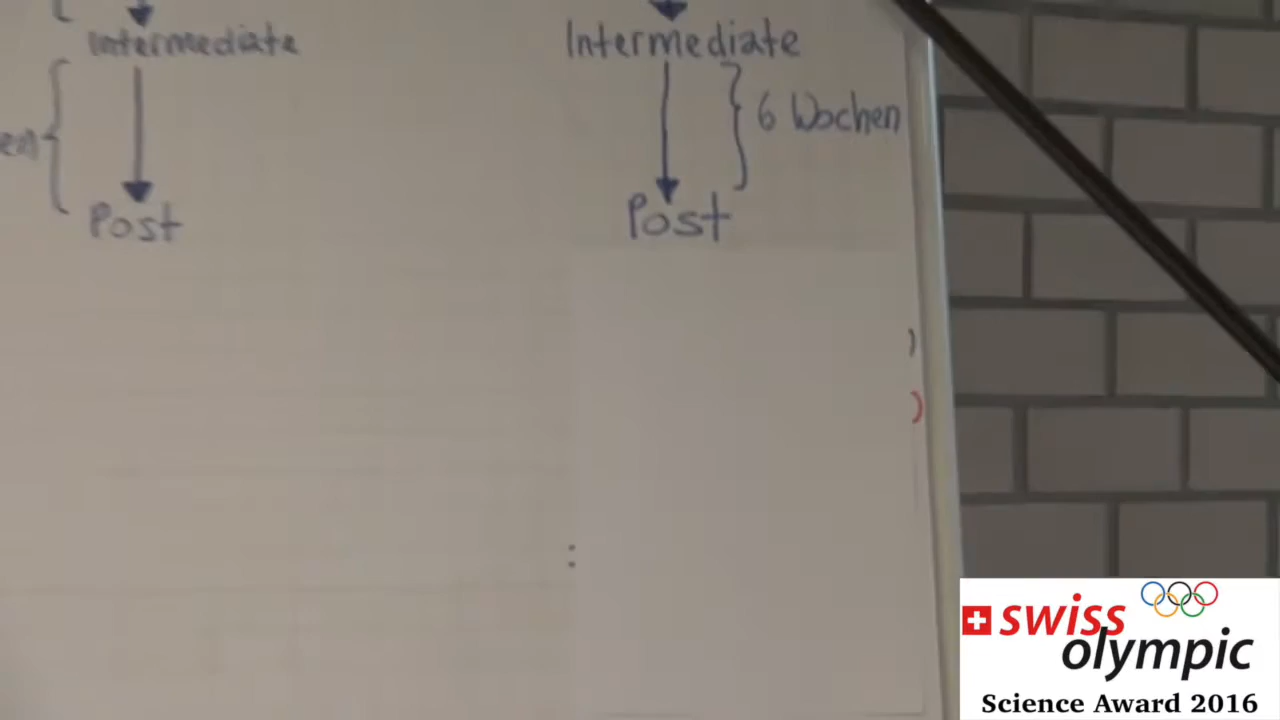 Intermediate
Intermediate
6 Wochen
Post
Post
)
)
:
swiss
olympic
Science Award 2016